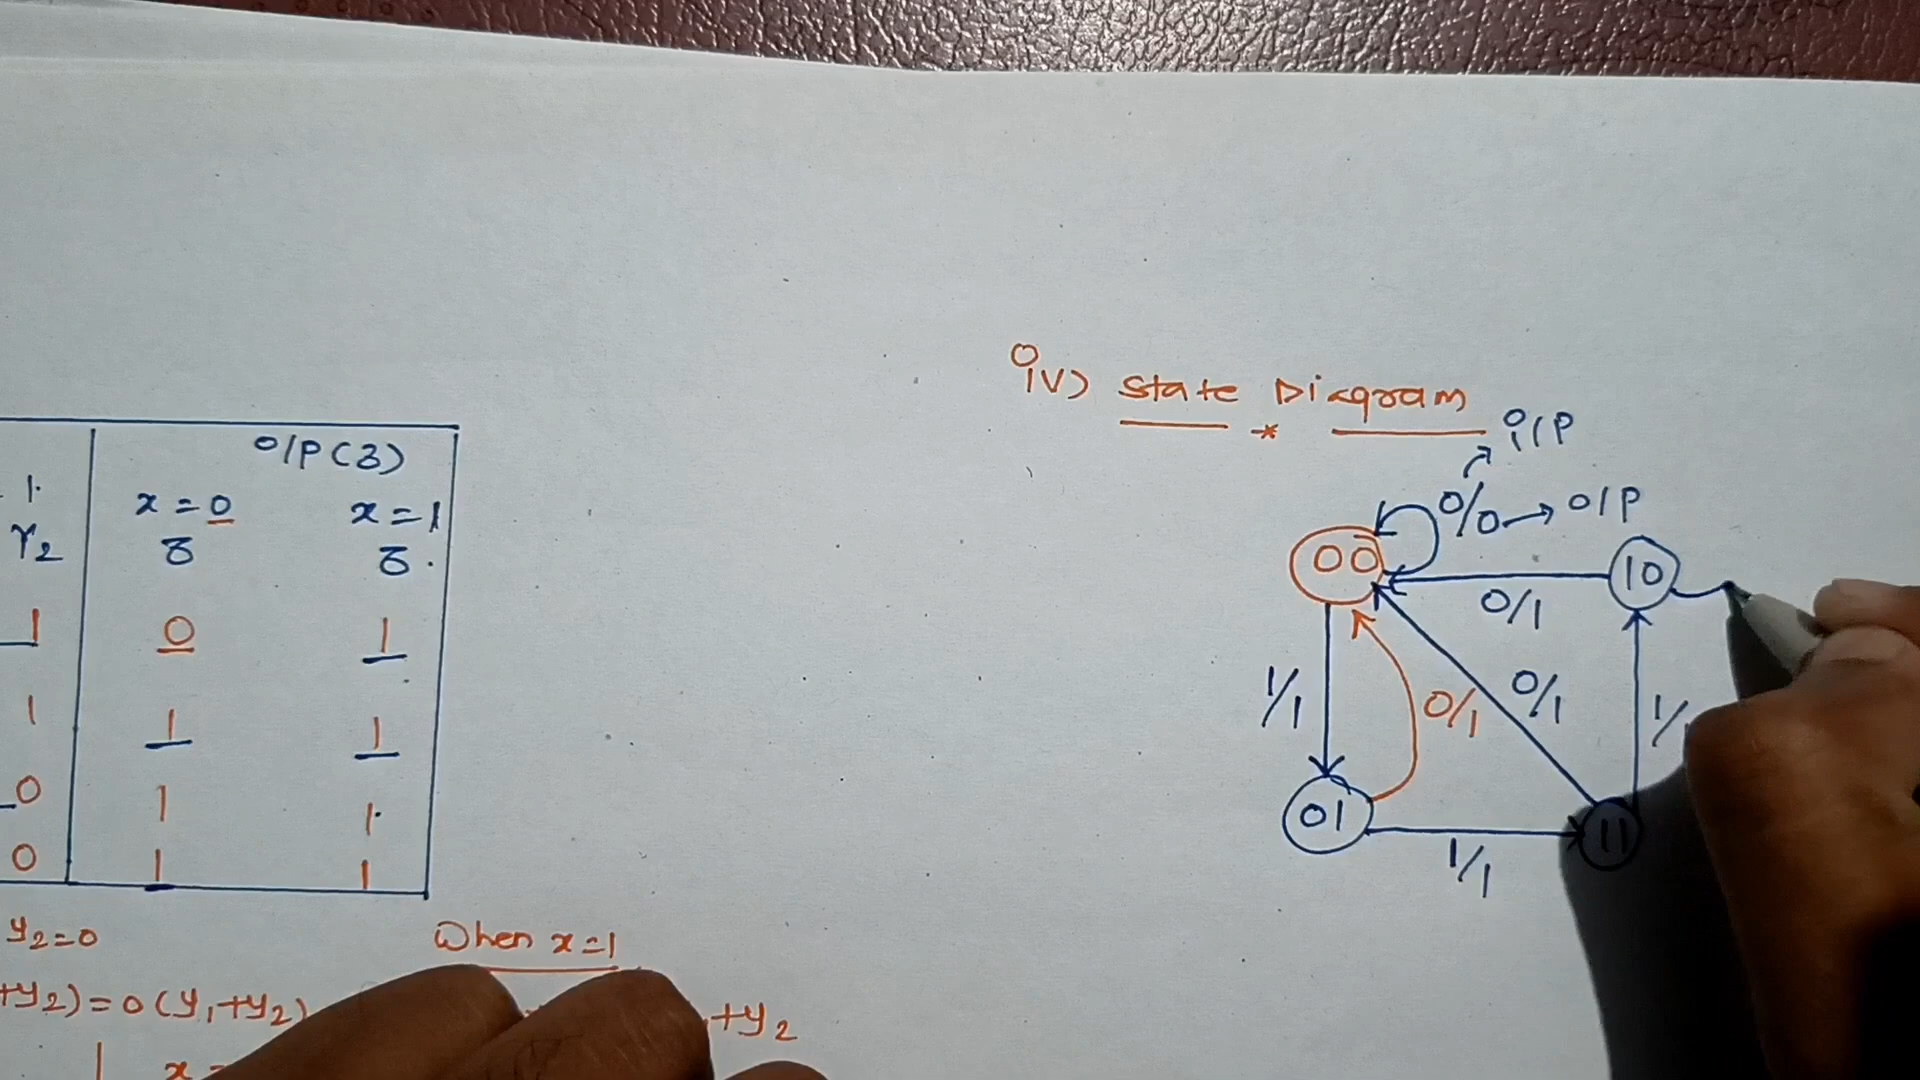 iv) State Diagram
i/P
0/0 → O/P
00
10
0/1
1/1
0/1
0/1
01
11
1/1
O/P (z)
1.
x = 0
x = 1
Y2
z
z.
1
0
1
1
1
1
0
1
1.
0
1
1
y2=0
When x=1
+y2) = 0 (y1+y2)
+y2